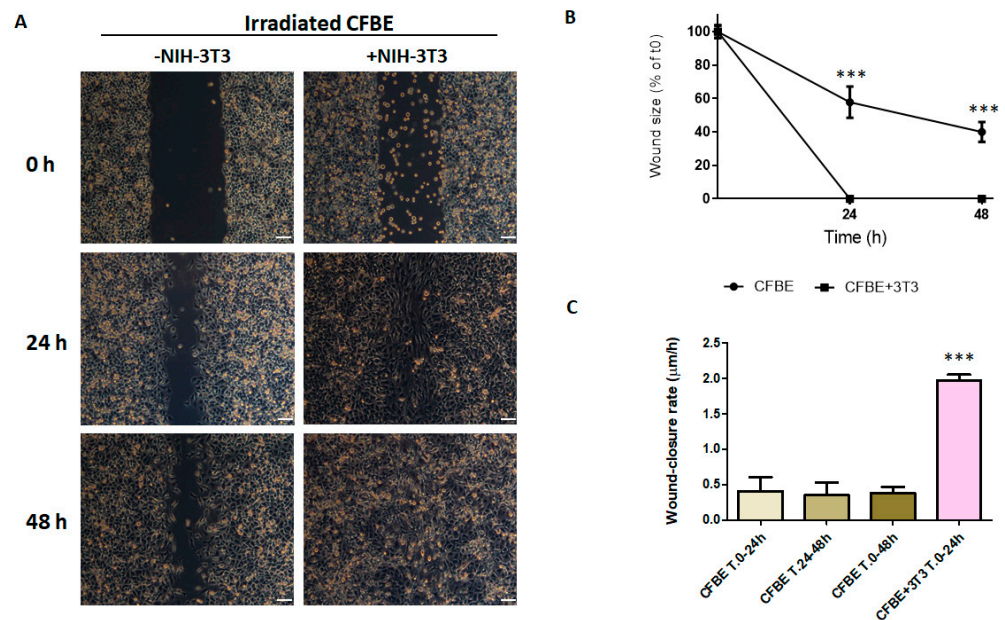 A
Irradiated CFBE
-NIH-3T3
+NIH-3T3
0 h
24 h
48 h
B
Wound size (% of t0)
100
80
60
40
20
0
***
***
24
48
Time (h)
CFBE
CFBE+3T3
C
Wound-closure rate (μm/h)
2.5
2.0
1.5
1.0
0.5
0.0
***
CFBE T.0-24h
CFBE T.24-48h
CFBE T.0-48h
CFBE+3T3 T.0-24h